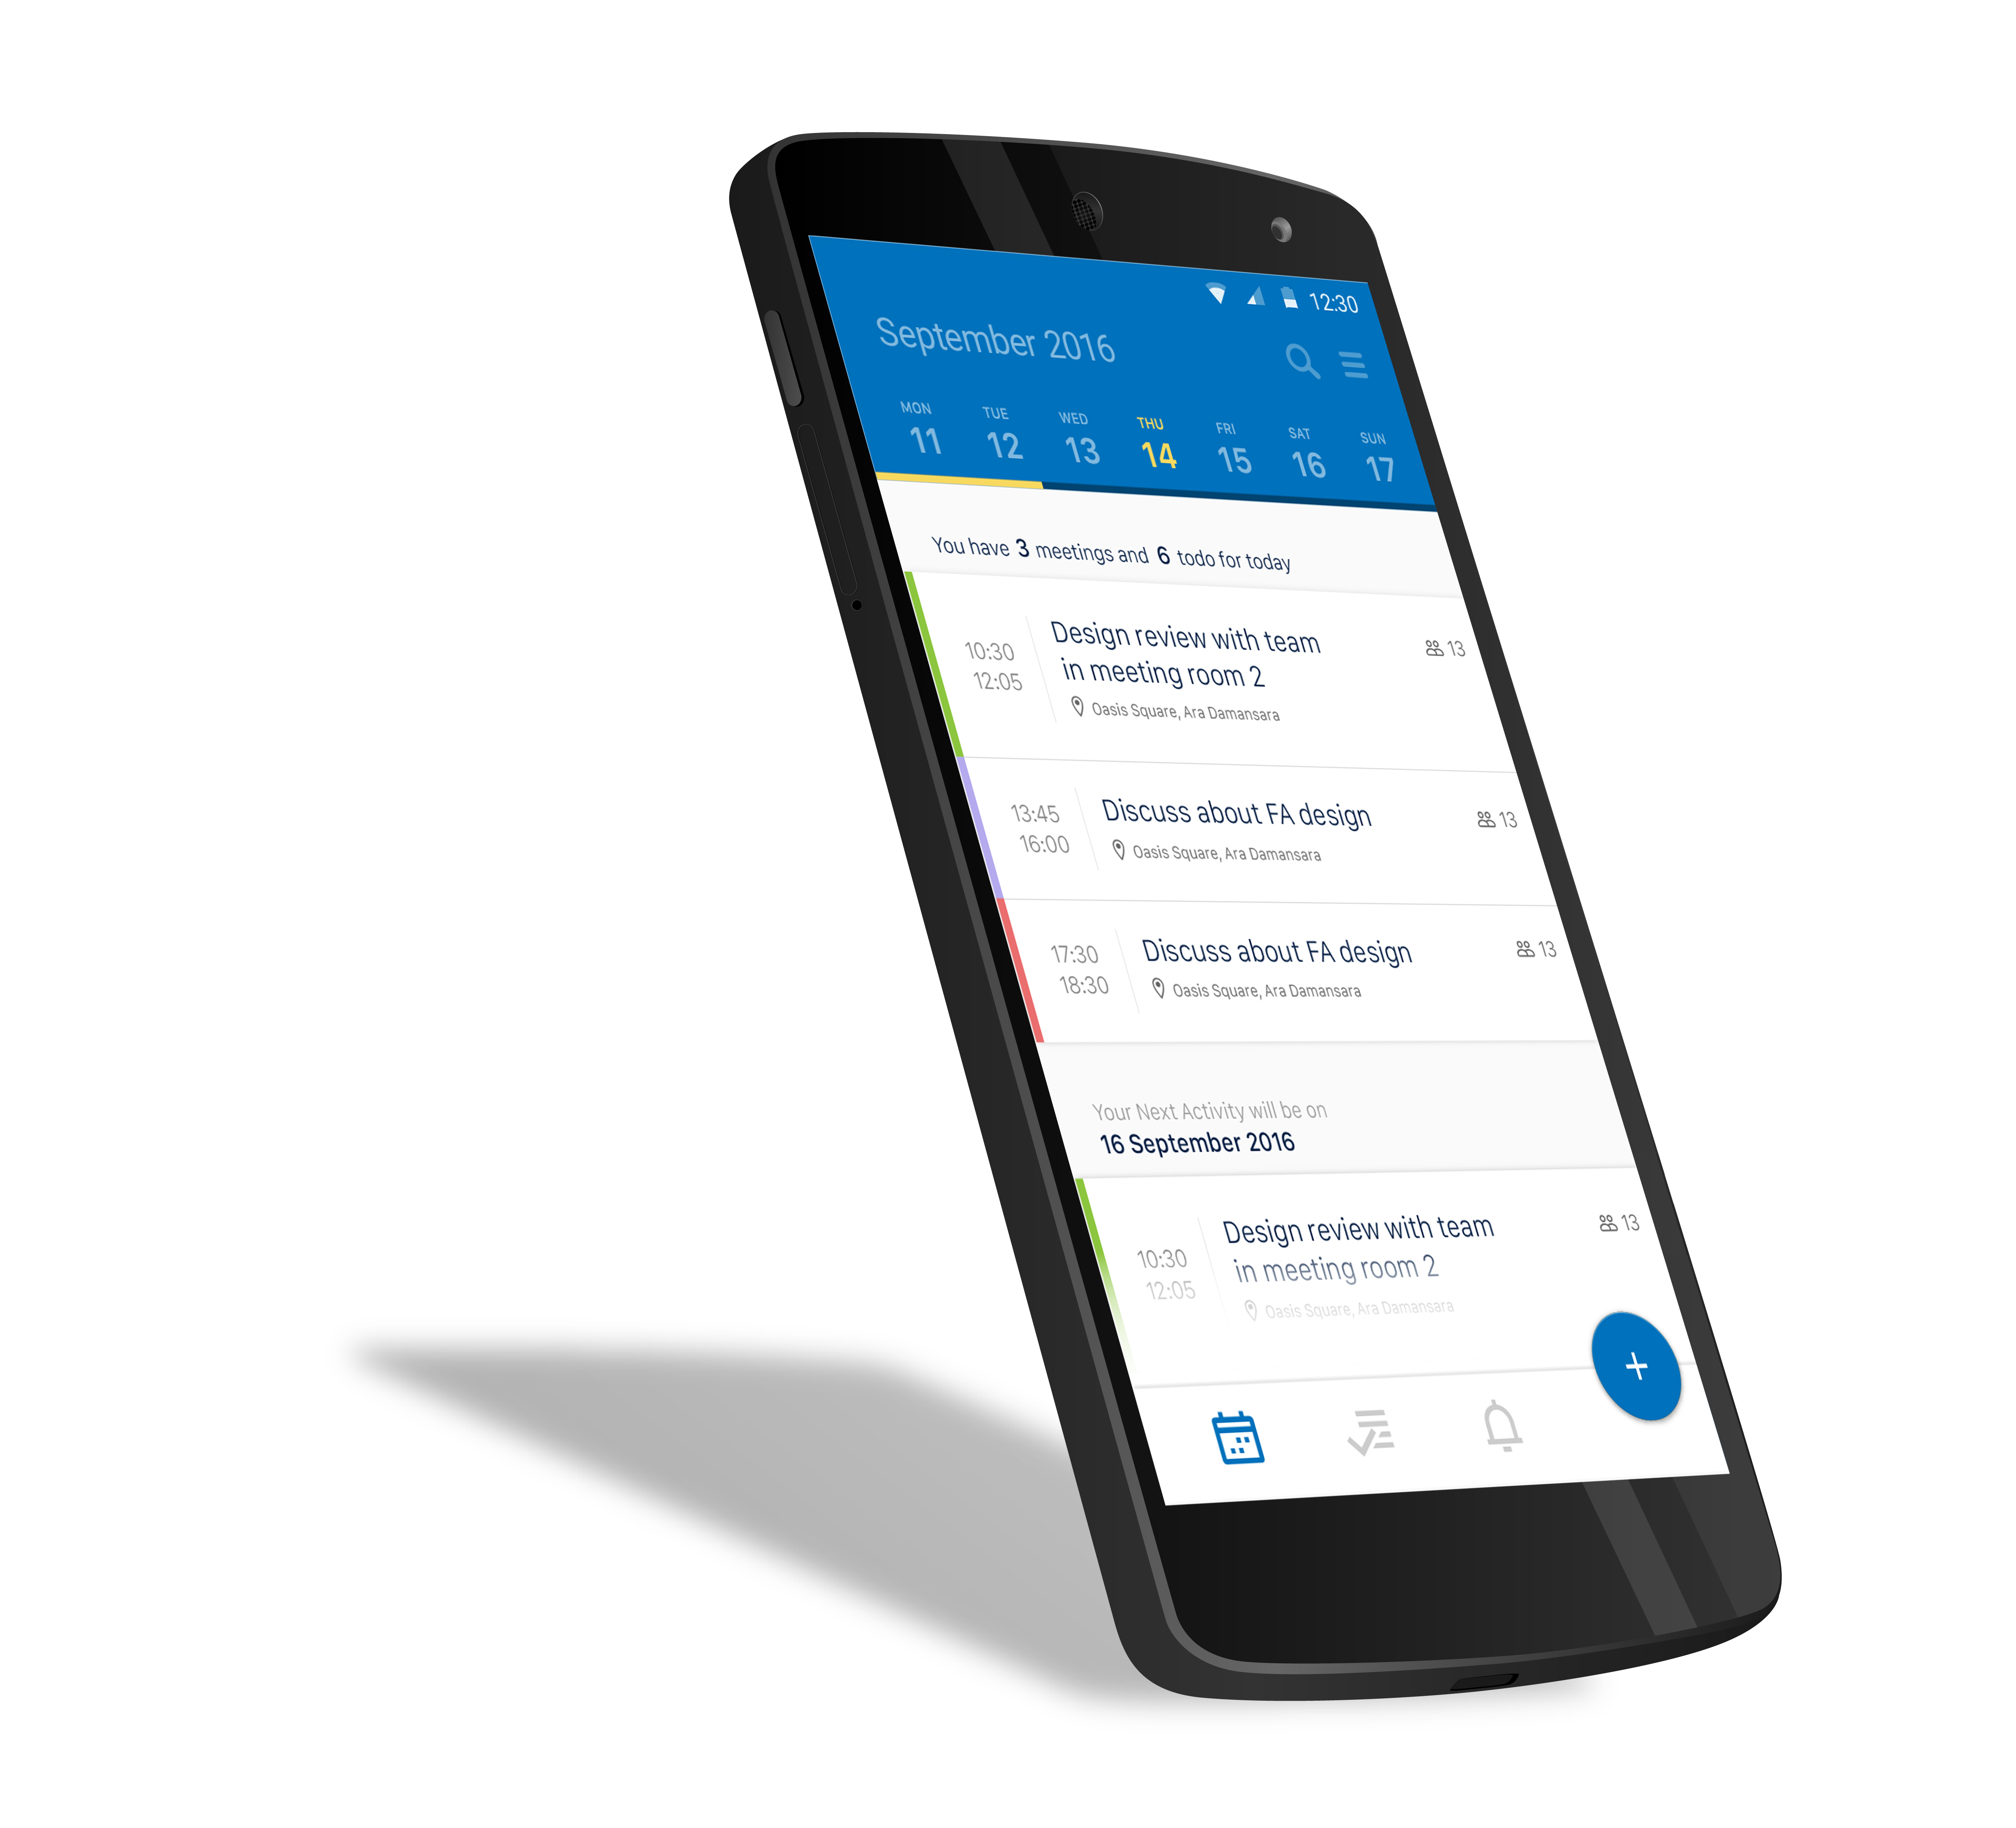 12:30
September 2016
MON TUE WED THU FRI SAT SUN
11 12 13 14 15 16 17
You have 3 meetings and 6 todo for today
10:30
12:05
Design review with team
in meeting room 2
Oasis Square, Ara Damansara
13
13:45
16:00
Discuss about FA design
Oasis Square, Ara Damansara
13
17:30
18:30
Discuss about FA design
Oasis Square, Ara Damansara
13
Your Next Activity will be on
16 September 2016
10:30
12:05
Design review with team
in meeting room 2
Oasis Square, Ara Damansara
13
+